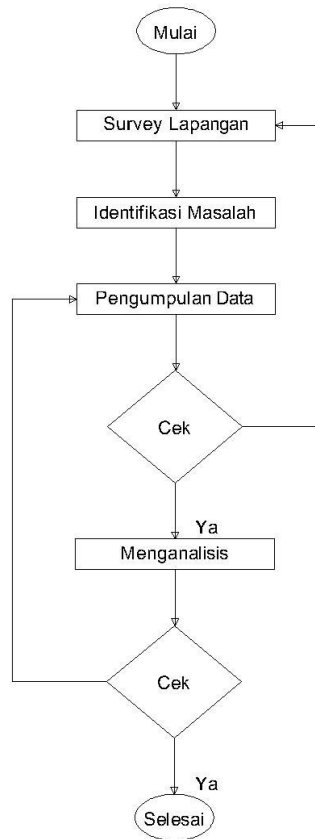 Mulai
Survey Lapangan
Identifikasi Masalah
Pengumpulan Data
Cek
Ya
Menganalisis
Cek
Ya
Selesai